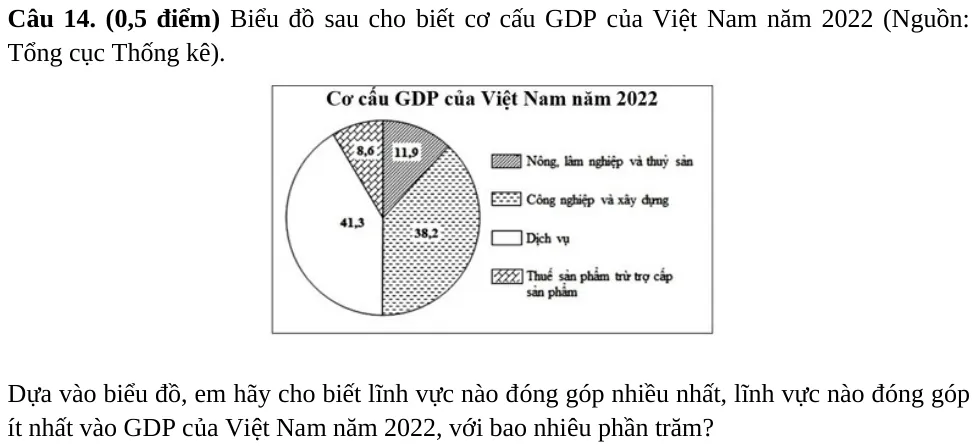 Câu 14. (0,5 điểm) Biểu đồ sau cho biết cơ cấu GDP của Việt Nam năm 2022 (Nguồn:
Tổng cục Thống kê).
Cơ cấu GDP của Việt Nam năm 2022
8,6
11,9
41,3
38,2
Nông, lâm nghiệp và thuỷ sản
Công nghiệp và xây dựng
Dịch vụ
Thuế sản phẩm trừ trợ cấp
sản phẩm
Dựa vào biểu đồ, em hãy cho biết lĩnh vực nào đóng góp nhiều nhất, lĩnh vực nào đóng góp
ít nhất vào GDP của Việt Nam năm 2022, với bao nhiêu phần trăm?